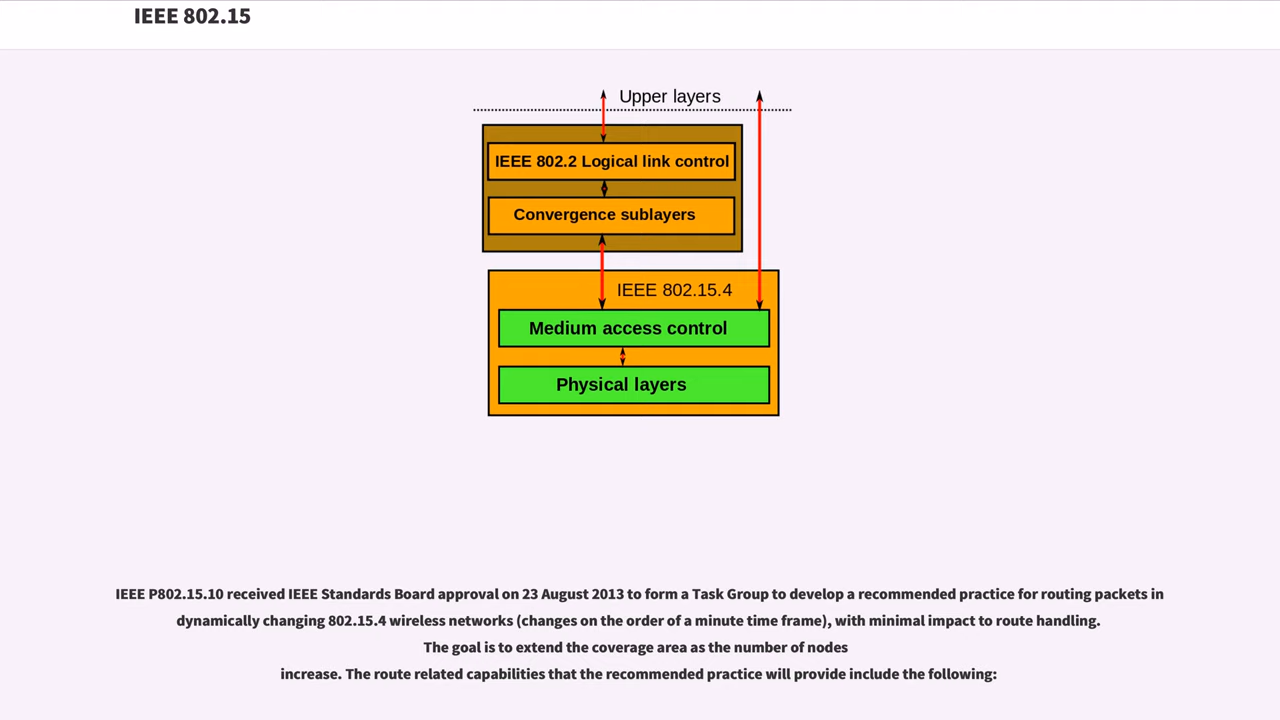 IEEE 802.15
Upper layers
IEEE 802.2 Logical link control
Convergence sublayers
IEEE 802.15.4
Medium access control
Physical layers
IEEE P802.15.10 received IEEE Standards Board approval on 23 August 2013 to form a Task Group to develop a recommended practice for routing packets in
dynamically changing 802.15.4 wireless networks (changes on the order of a minute time frame), with minimal impact to route handling.
The goal is to extend the coverage area as the number of nodes
increase. The route related capabilities that the recommended practice will provide include the following: